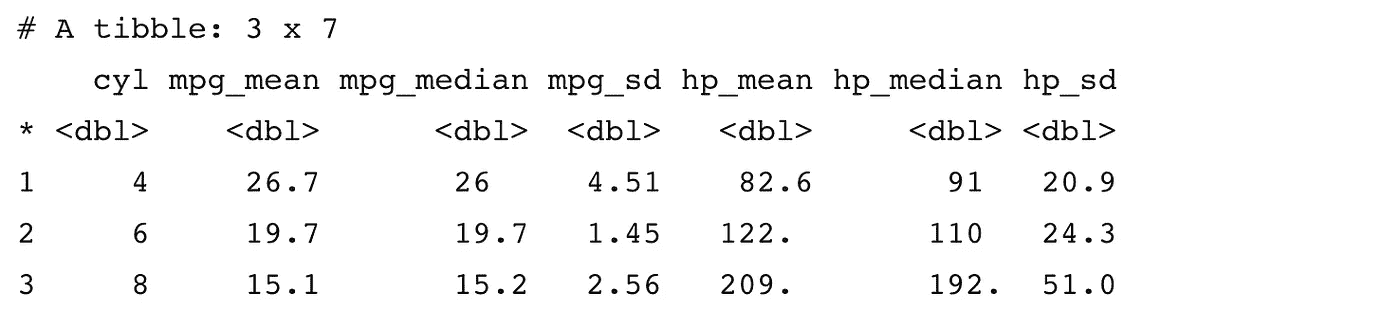 # A tibble: 3 x 7
cyl mpg_mean mpg_median mpg_sd hp_mean hp_median hp_sd
* <dbl> <dbl> <dbl> <dbl> <dbl> <dbl> <dbl>
1 4 26.7 26 4.51 82.6 91 20.9
2 6 19.7 19.7 1.45 122. 110 24.3
3 8 15.1 15.2 2.56 209. 192. 51.0